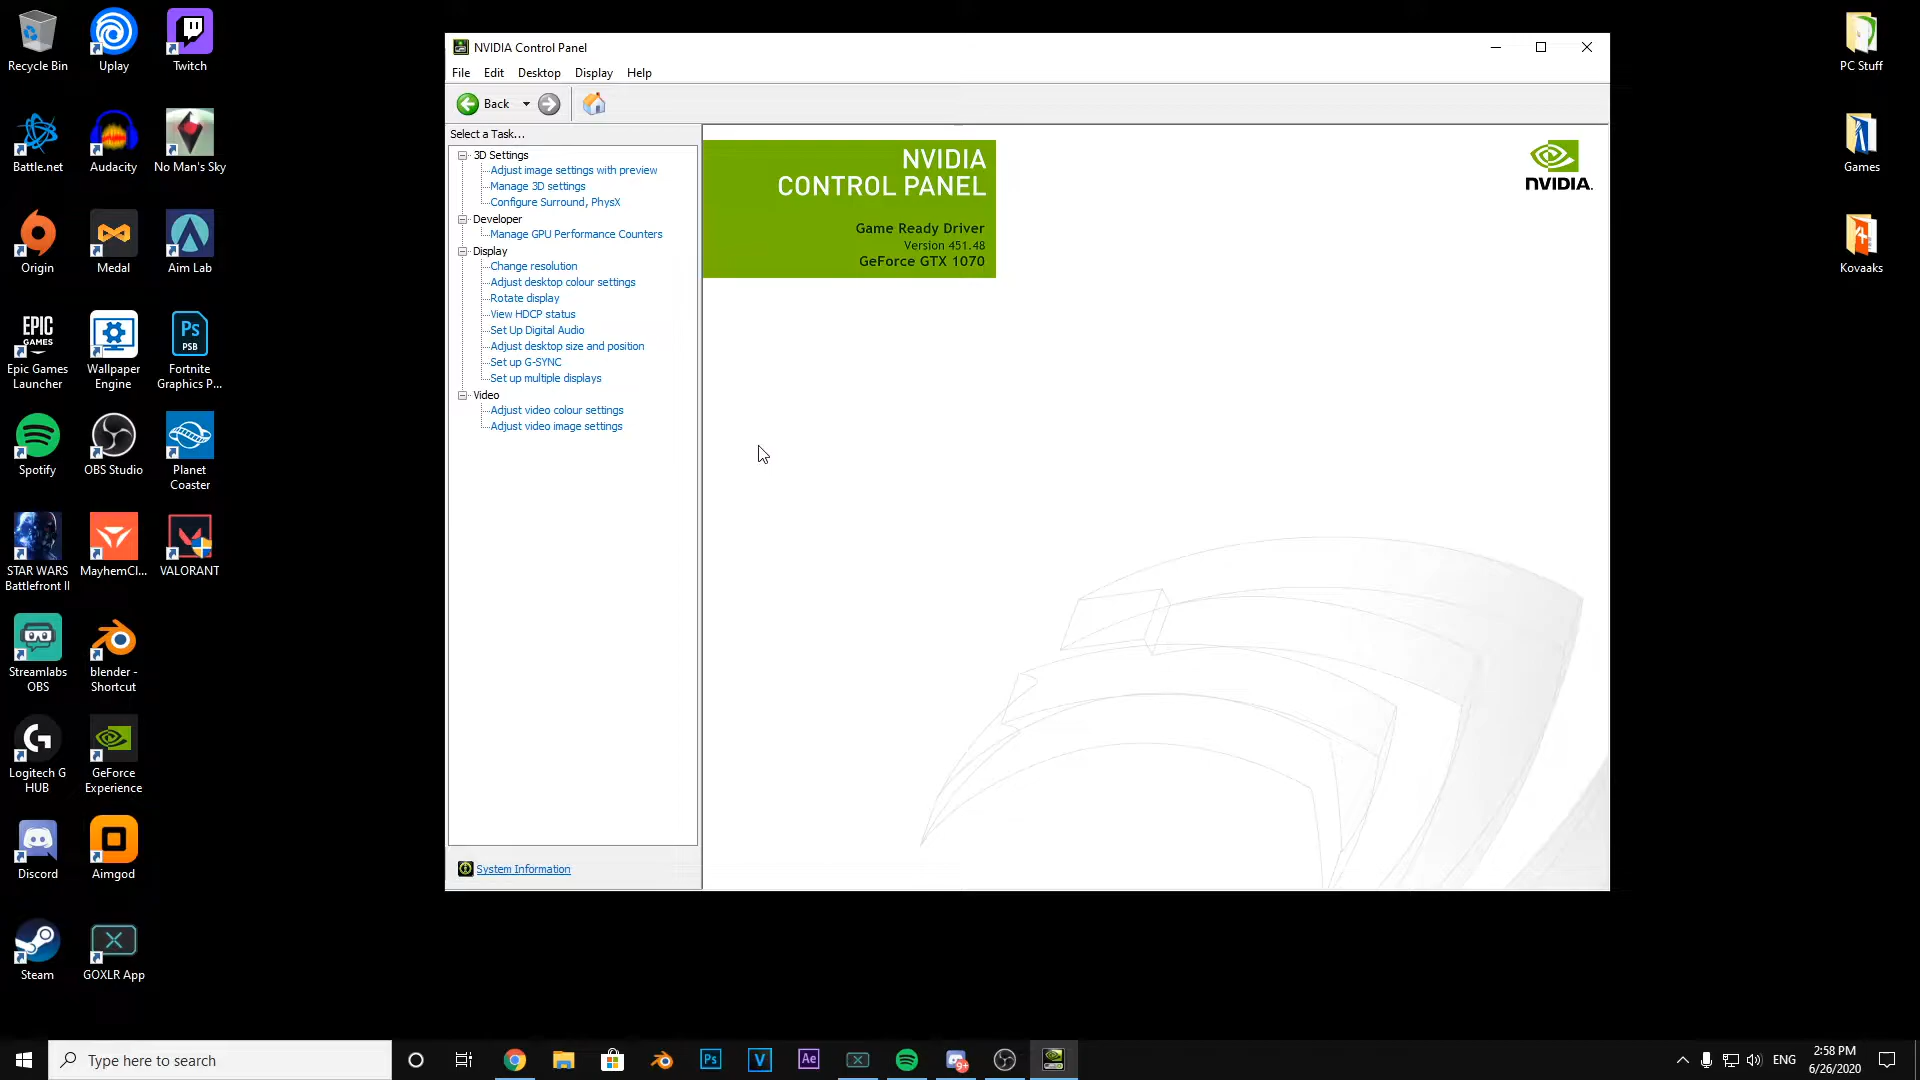 Recycle Bin
Uplay
Twitch
Battle.net
Audacity
No Man's Sky
Origin
Medal
Aim Lab
EPIC
GAMES
Epic Games
Launcher
Wallpaper
Engine
Ps
PSB
Fortnite
Graphics P...
Spotify
OBS Studio
Planet
Coaster
STAR WARS
Battlefront II
MayhemCl...
VALORANT
Streamlabs
OBS
blender -
Shortcut
Logitech G
HUB
GeForce
Experience
Discord
Aimgod
Steam
GOXLR App
NVIDIA Control Panel
File Edit Desktop Display Help
Back
Select a Task...
3D Settings
Adjust image settings with preview
Manage 3D settings
Configure Surround, PhysX
Developer
Manage GPU Performance Counters
Display
Change resolution
Adjust desktop colour settings
Rotate display
View HDCP status
Set Up Digital Audio
Adjust desktop size and position
Set up G-SYNC
Set up multiple displays
Video
Adjust video colour settings
Adjust video image settings
System Information
NVIDIA
CONTROL PANEL
Game Ready Driver
Version 451.48
GeForce GTX 1070
NVIDIA.
PC Stuff
Games
Kovaaks
Type here to search
Ps
V
Ae
9+
ENG
2:58 PM
6/26/2020